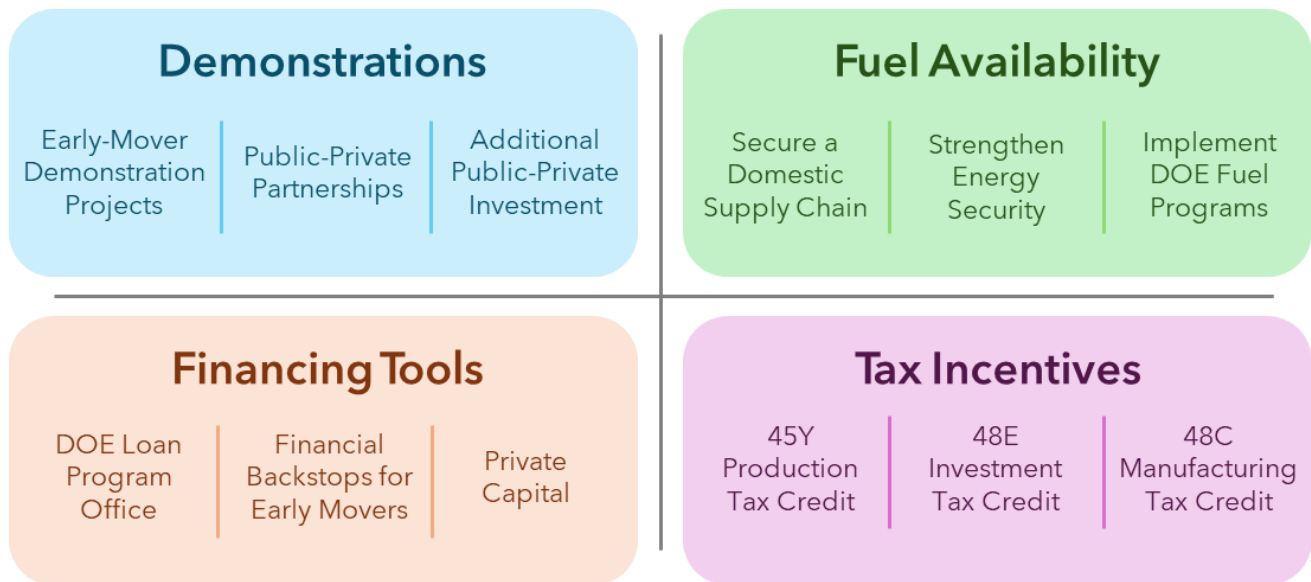 Demonstrations
Early-Mover
Demonstration
Projects
Public-Private
Partnerships
Additional
Public-Private
Investment
Fuel Availability
Secure a
Domestic
Supply Chain
Strengthen
Energy
Security
Implement
DOE Fuel
Programs
Financing Tools
DOE Loan
Program
Office
Financial
Backstops for
Early Movers
Private
Capital
Tax Incentives
45Y
Production
Tax Credit
48E
Investment
Tax Credit
48C
Manufacturing
Tax Credit